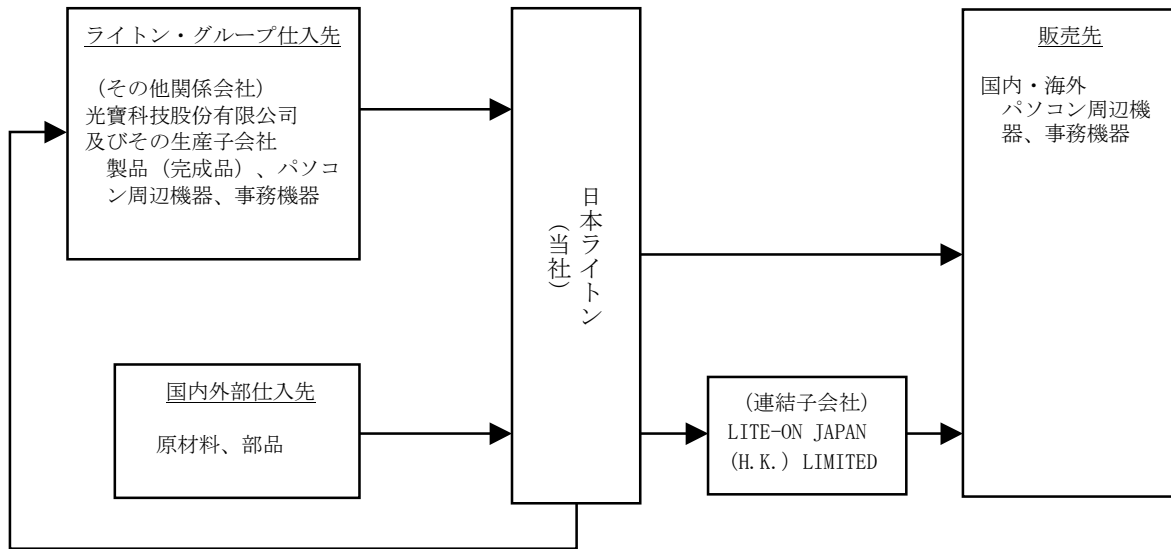 ライトン・グループ仕入先
(その他関係会社)
光寶科技股份有限公司
及びその生産子会社
製品(完成品)、パソコ
ン周辺機器、事務機器
国内外部仕入先
原材料、部品
日本ライトン
(当社)
(連結子会社)
LITE-ON JAPAN
(H.K.) LIMITED
販売先
国内・海外
パソコン周辺機
器、事務機器